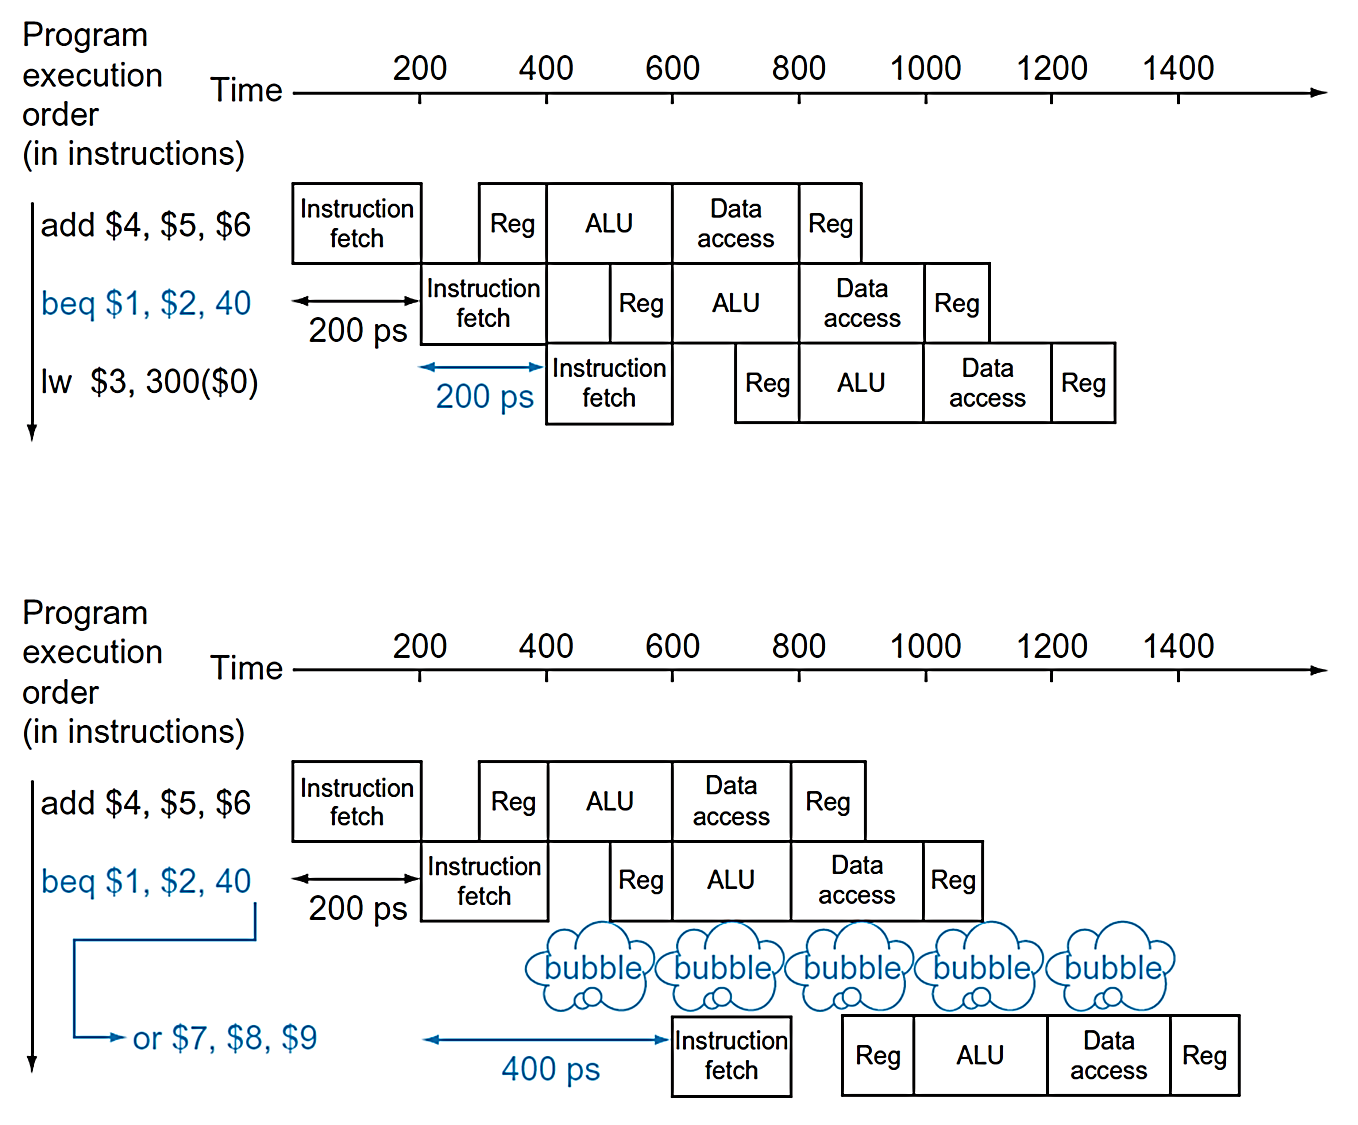 Program
execution
order
(in instructions)
Time
200 400 600 800 1000 1200 1400
add $4, $5, $6
Instruction
fetch
Reg
ALU
Data
access
Reg
beq $1, $2, 40
200 ps
Instruction
fetch
Reg
ALU
Data
access
Reg
lw $3, 300($0)
200 ps
Instruction
fetch
Reg
ALU
Data
access
Reg
Program
execution
order
(in instructions)
Time
200 400 600 800 1000 1200 1400
add $4, $5, $6
Instruction
fetch
Reg
ALU
Data
access
Reg
beq $1, $2, 40
200 ps
Instruction
fetch
Reg
ALU
Data
access
Reg
bubble bubble bubble bubble bubble
or $7, $8, $9
400 ps
Instruction
fetch
Reg
ALU
Data
access
Reg